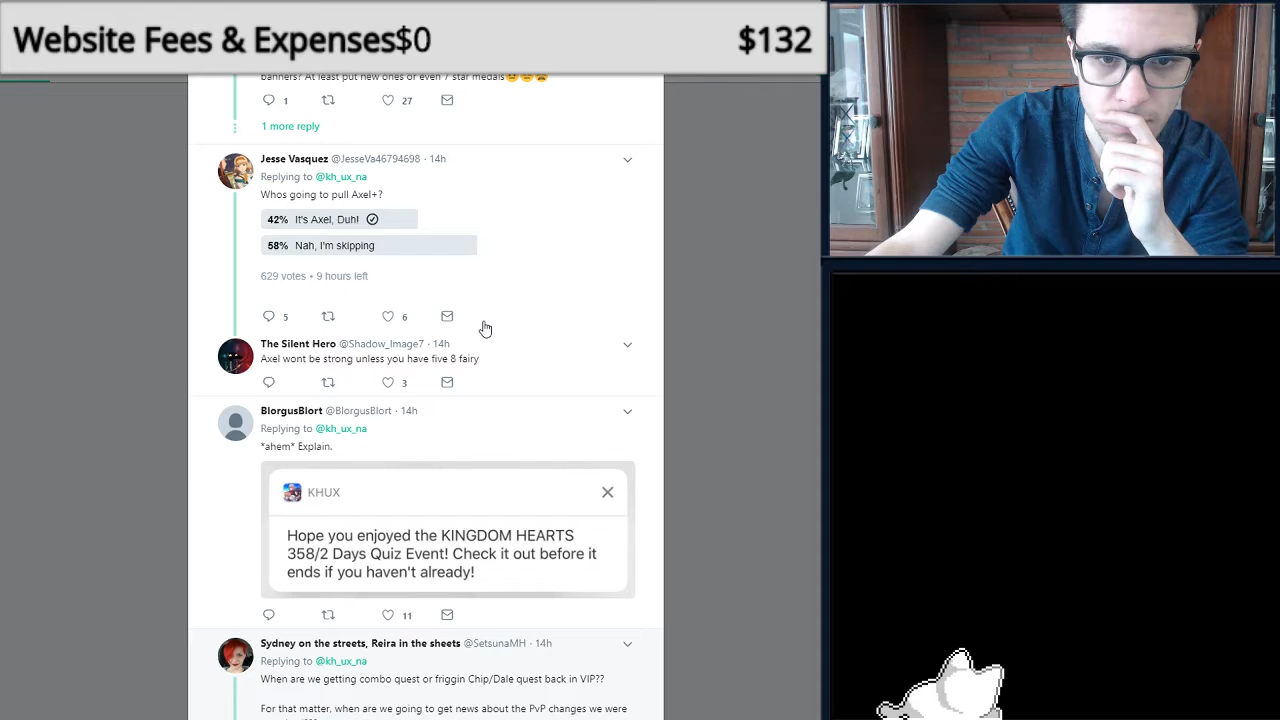 Website Fees & Expenses$0 $132
banners? At least put new ones or even 7 star medals
1 27
1 more reply
Jesse Vasquez @JesseVa46794698 · 14h
Replying to @kh_ux_na
Whos going to pull Axel+?
42% It's Axel, Duh!
58% Nah, I'm skipping
629 votes • 9 hours left
5 6
The Silent Hero @Shadow_Image7 · 14h
Axel wont be strong unless you have five 8 fairy
3
BlorgusBlort @BlorgusBlort · 14h
Replying to @kh_ux_na
*ahem* Explain.
KHUX
Hope you enjoyed the KINGDOM HEARTS
358/2 Days Quiz Event! Check it out before it
ends if you haven't already!
11
Sydney on the streets, Reira in the sheets @SetsunaMH · 14h
Replying to @kh_ux_na
When are we getting combo quest or friggin Chip/Dale quest back in VIP??
For that matter, when are we going to get news about the PvP changes we were